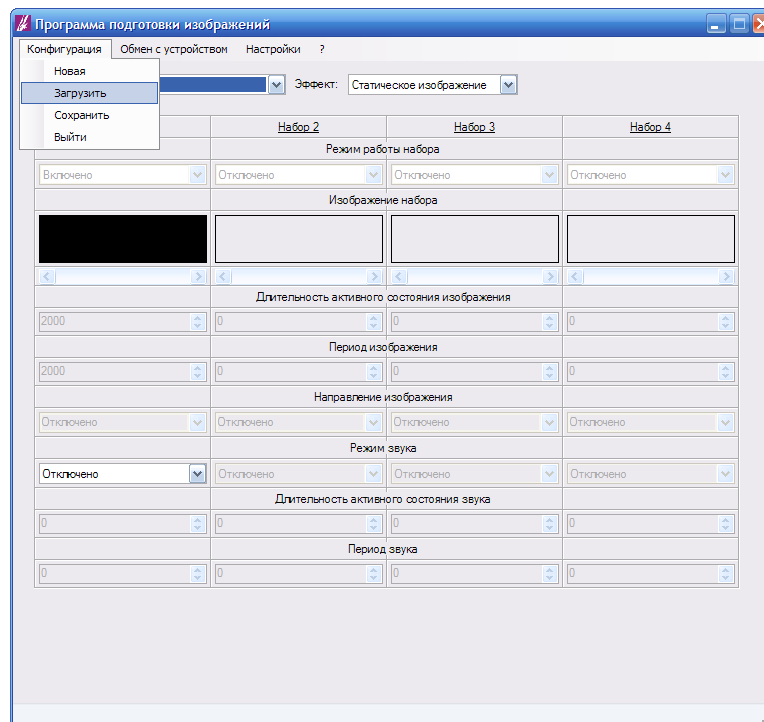 Программа подготовки изображений
Конфигурация Обмен с устройством Настройки ?
Новая
Загрузить
Сохранить
Выйти
Эффект: Статическое изображение
Набор 2 Набор 3 Набор 4
Режим работы набора
Включено Отключено Отключено Отключено
Изображение набора
Длительность активного состояния изображения
2000 0 0 0
Период изображения
2000 0 0 0
Направление изображения
Отключено Отключено Отключено Отключено
Режим звука
Отключено Отключено Отключено Отключено
Длительность активного состояния звука
0 0 0 0
Период звука
0 0 0 0